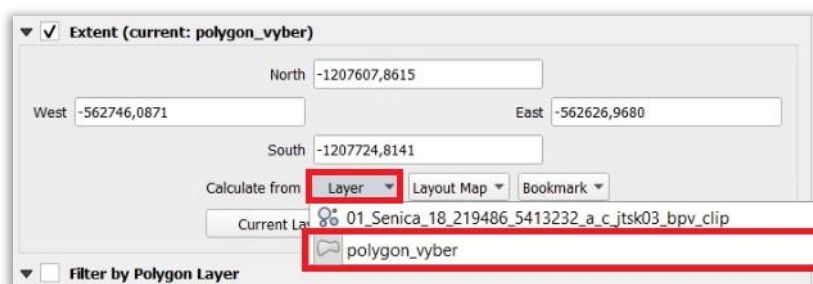 Extent (current: polygon_vyber)
North -1207607,8615
West -562746,0871 East -562626,9680
South -1207724,8141
Calculate from Layer Layout Map Bookmark
Current La
01_Senica_18_219486_5413232_a_c_jtsk03_bpv_clip
polygon_vyber
Filter by Polygon Layer